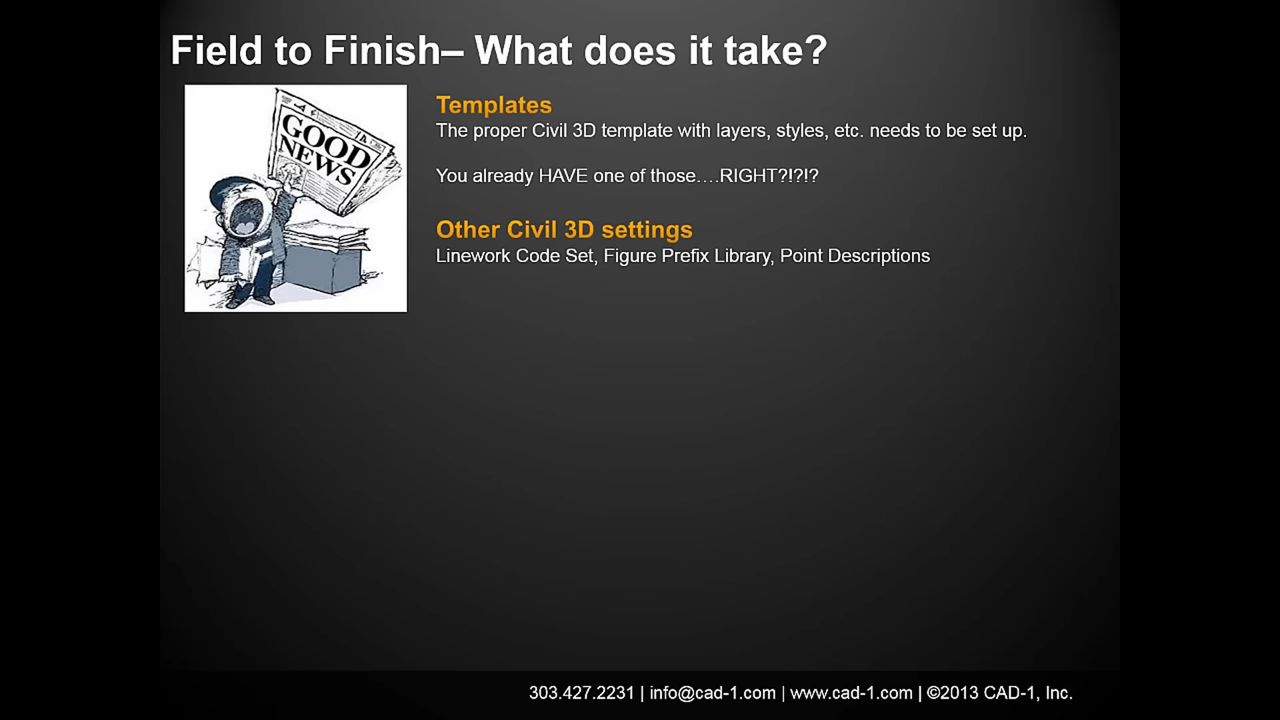 Field to Finish– What does it take?
GOOD
NEWS
Templates
The proper Civil 3D template with layers, styles, etc. needs to be set up.
You already HAVE one of those….RIGHT?!?!?
Other Civil 3D settings
Linework Code Set, Figure Prefix Library, Point Descriptions
303.427.2231 | info@cad-1.com | www.cad-1.com | ©2013 CAD-1, Inc.